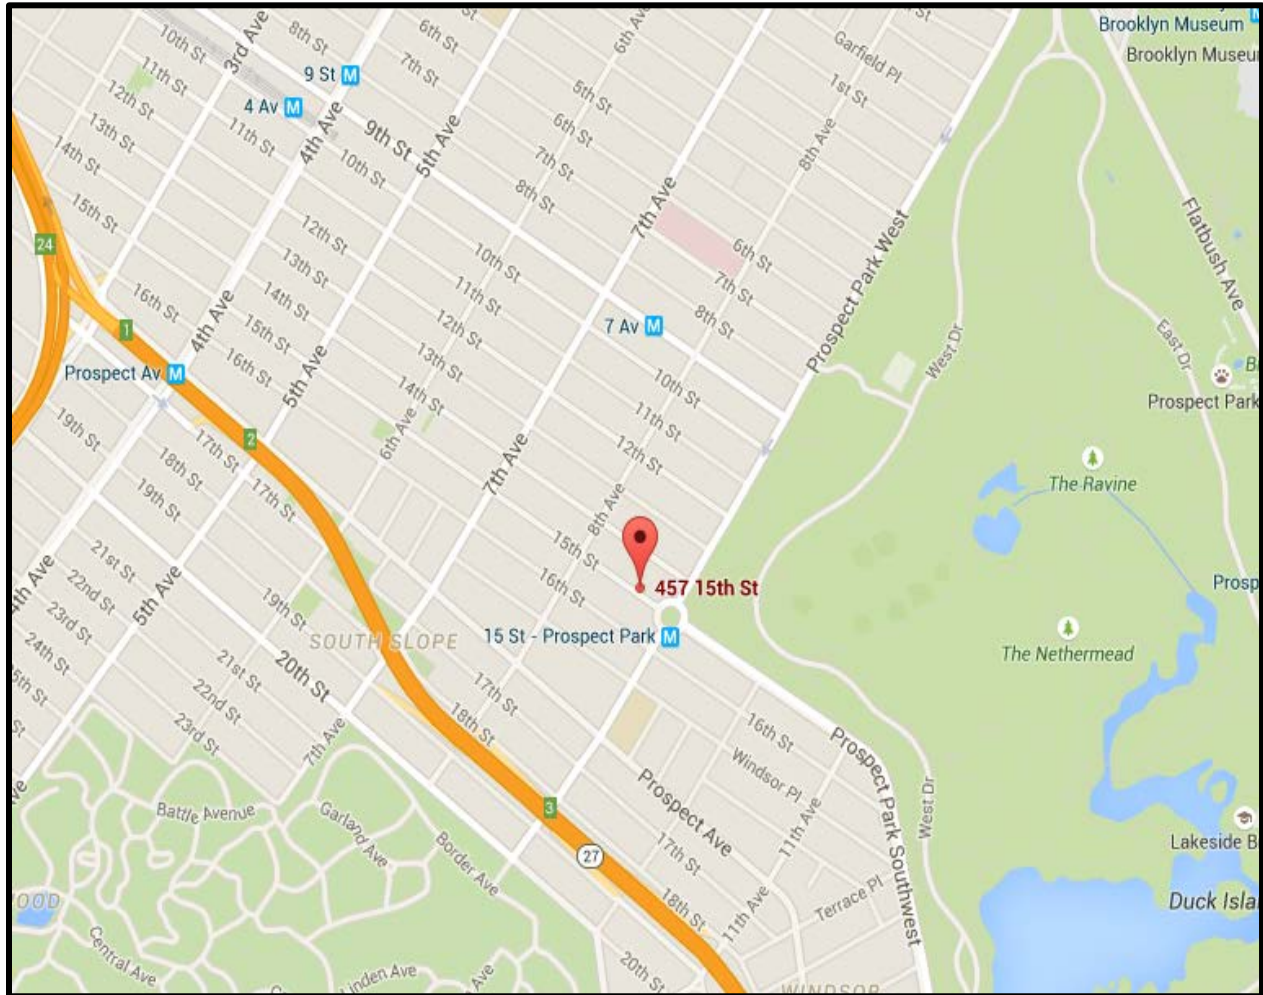 Brooklyn Museum
Brooklyn Museu
10th St
3rd Ave
8th St
6th St
6th Ave
Garfield Pl
11th St
9 St M
7th St
5th St
1st St
12th St
4 Av M
4th Ave
9th St
5th Ave
6th St
8th Ave
13th St
11th St
10th St
7th St
14th St
8th St
7th Ave
15th St
12th St
6th St
Prospect Park West
Flatbush Ave
24
13th St
10th St
7th St
16th St
14th St
11th St
8th St
1
4th Ave
15th St
12th St
7 Av M
West Dr
East Dr
Prospect Av M
16th St
5th Ave
13th St
10th St
Prospect Park
19th St
17th St
2
14th St
11th St
6th Ave
12th St
18th St
7th Ave
The Ravine
19th St
17th St
8th Ave
21st St
15th St
4th Ave
22nd St
5th Ave
16th St
457 15th St
Prosp
23rd St
19th St
24th St
SOUTH SLOPE
15 St - Prospect Park M
The Nethermead
5th St
St
20th St
21st St
22nd St
17th St
23rd St
18th St
16th St
7th Ave
Prospect Park Southwest
Windsor Pl
Battle Avenue
Garland Ave
3
Prospect Ave
11th Ave
West Dr
Border Ave
27
17th St
Lakeside B
18th St
Terrace Pl
Duck Isla
OOD
11th Ave
Central Ave
Linden Ave
Ave
20th St
WINDSOR